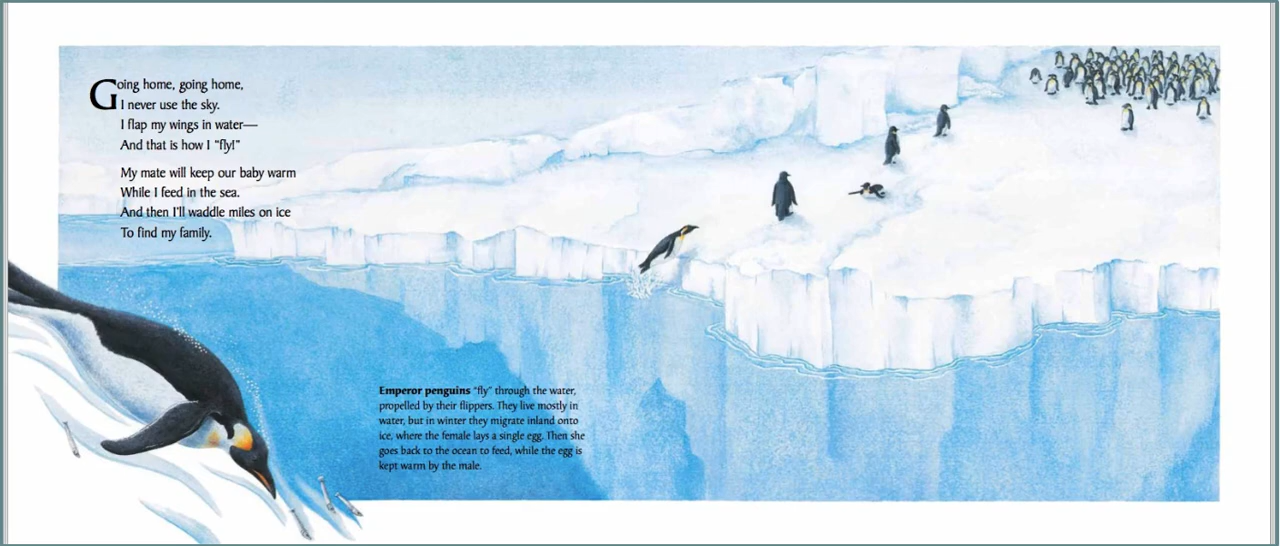 Going home, going home,
I never use the sky.
I flap my wings in water—
And that is how I “fly!”
My mate will keep our baby warm
While I feed in the sea.
And then I’ll waddle miles on ice
To find my family.
Emperor penguins “fly” through the water,
propelled by their flippers. They live mostly in
water, but in winter they migrate inland onto
ice, where the female lays a single egg. Then she
goes back to the ocean to feed, while the egg is
kept warm by the male.